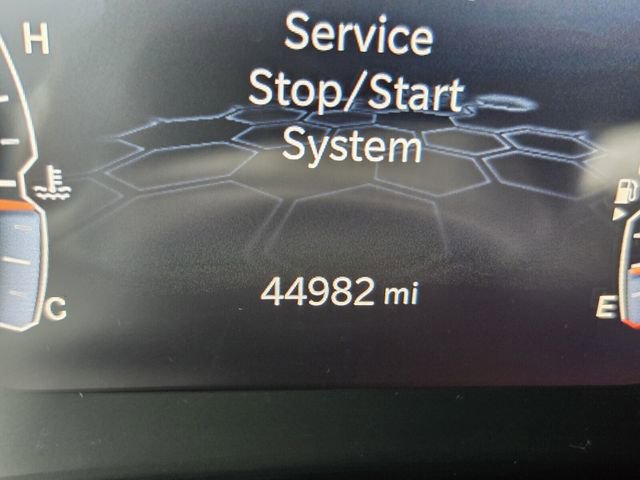 H
Service
Stop/Start
System
44982 mi
C
E